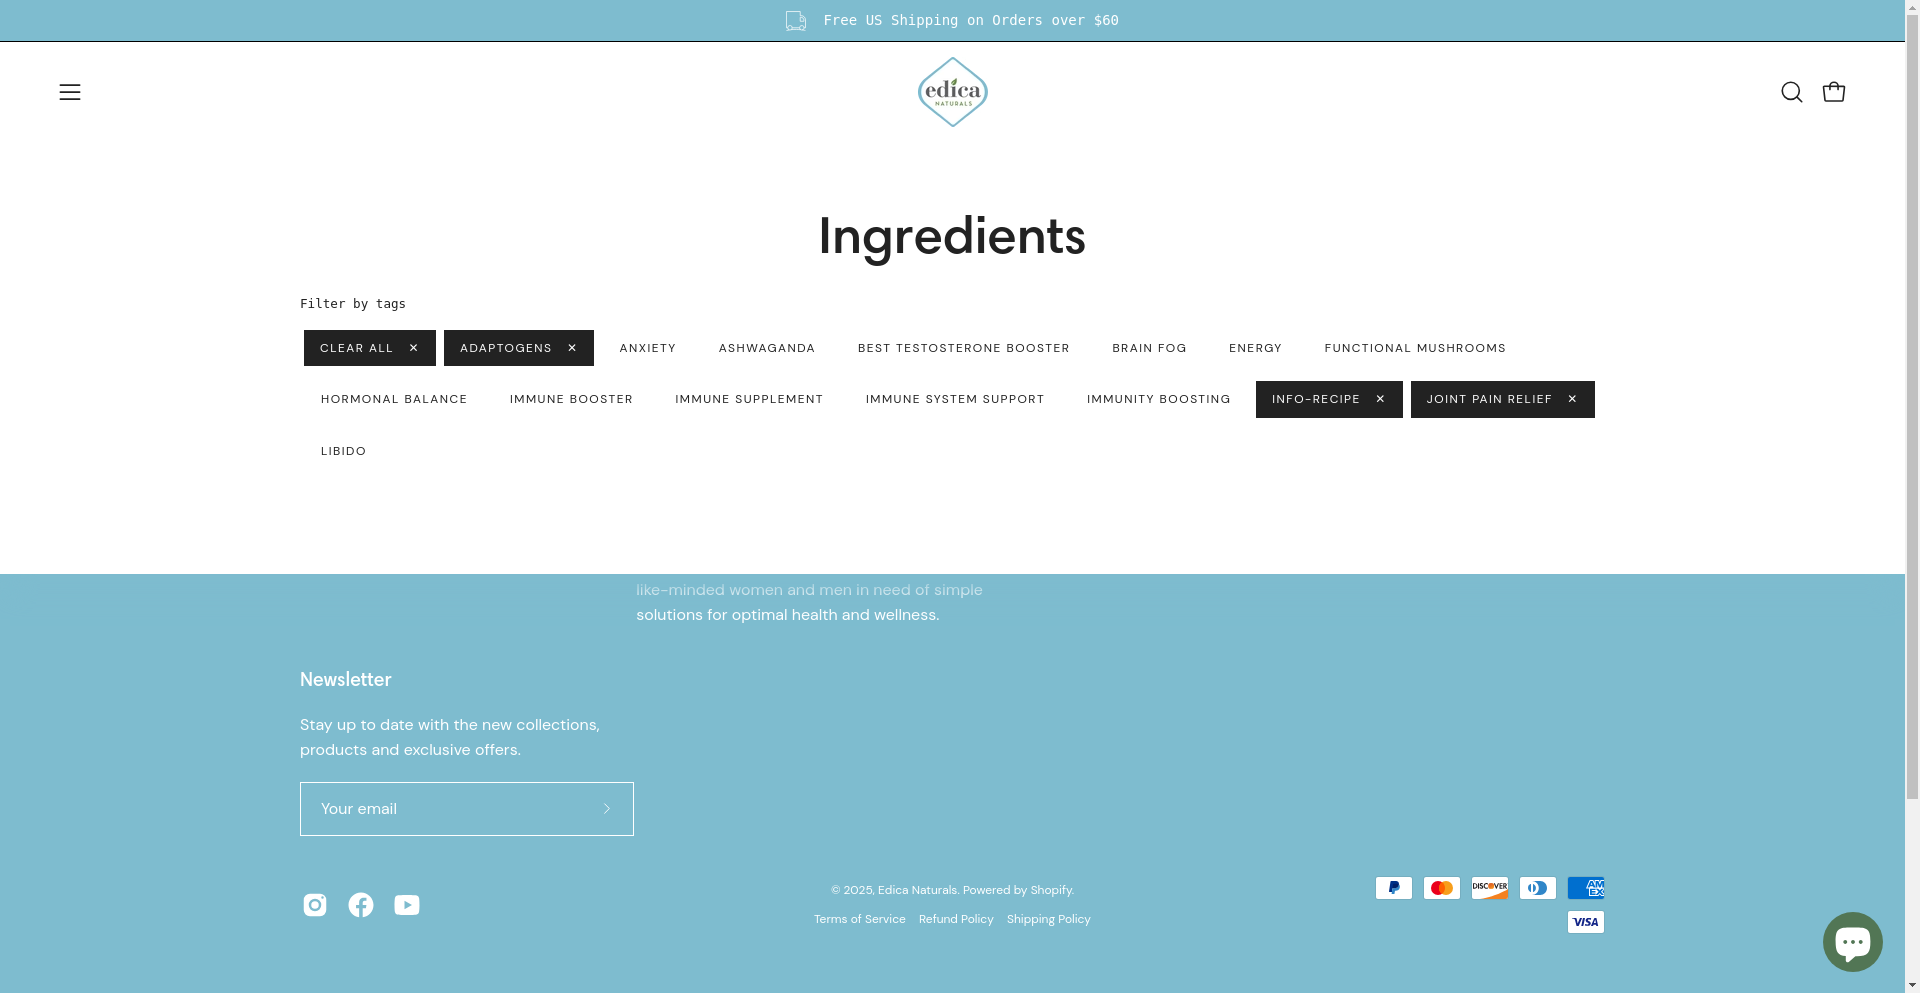 Free US Shipping on Orders over $60
edica
NATURALS
Ingredients
Filter by tags
CLEAR ALL ✕ ADAPTOGENS ✕ ANXIETY ASHWAGANDA BEST TESTOSTERONE BOOSTER BRAIN FOG ENERGY FUNCTIONAL MUSHROOMS
HORMONAL BALANCE IMMUNE BOOSTER IMMUNE SUPPLEMENT IMMUNE SYSTEM SUPPORT IMMUNITY BOOSTING INFO-RECIPE ✕ JOINT PAIN RELIEF ✕
LIBIDO
like-minded women and men in need of simple
solutions for optimal health and wellness.
Newsletter
Stay up to date with the new collections,
products and exclusive offers.
Your email
© 2025, Edica Naturals. Powered by Shopify.
Terms of Service Refund Policy Shipping Policy
DISCOVER
AM
EX
VISA